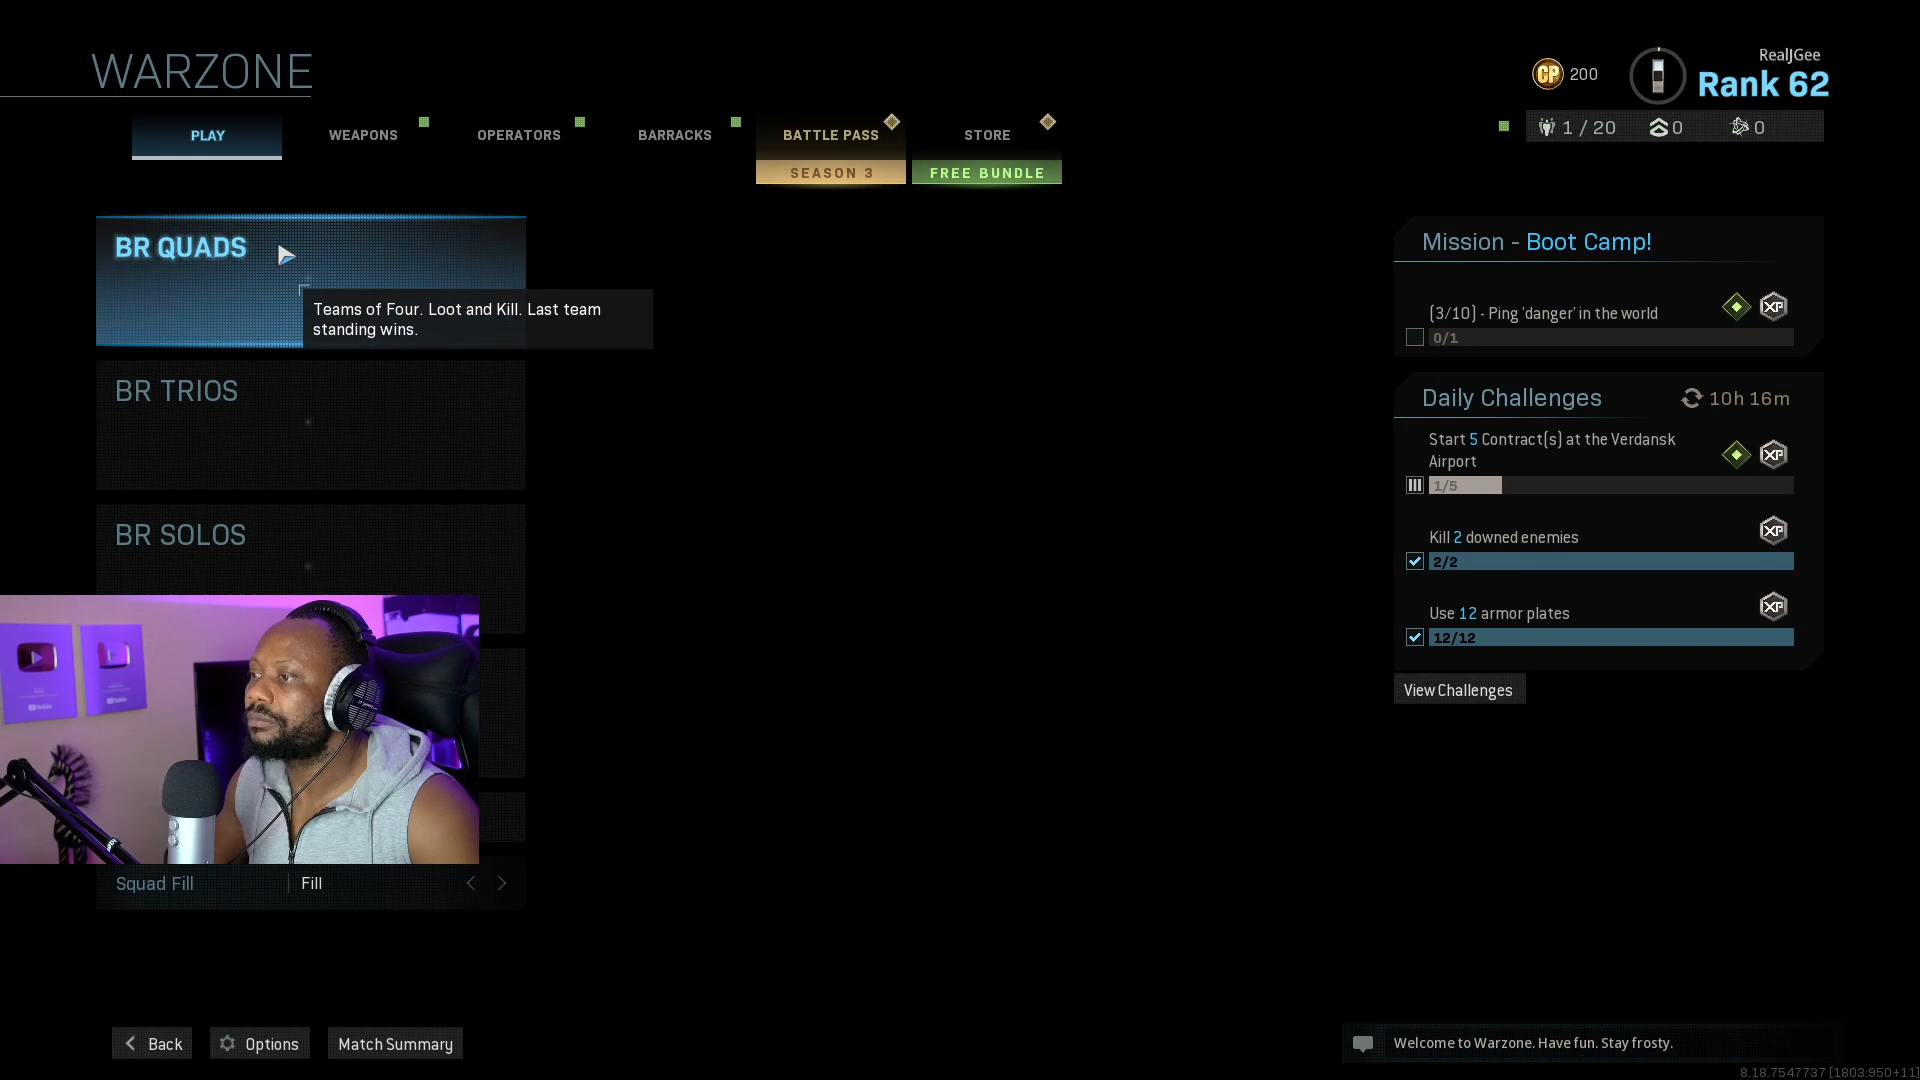 WARZONE
GP 200
RealJGee
Rank 62
PLAY
WEAPONS
OPERATORS
BARRACKS
BATTLE PASS
STORE
SEASON 3
FREE BUNDLE
1 / 20
0
0
BR QUADS
Teams of Four. Loot and Kill. Last team
standing wins.
BR TRIOS
BR SOLOS
Squad Fill
Fill
Mission - Boot Camp!
(3/10) - Ping 'danger' in the world
XP
0/1
Daily Challenges
10h 16m
Start 5 Contract(s) at the Verdansk
Airport
XP
1/5
Kill 2 downed enemies
XP
2/2
Use 12 armor plates
XP
12/12
View Challenges
Back
Options
Match Summary
Welcome to Warzone. Have fun. Stay frosty.
8.18.7547737 [1803:950+11]